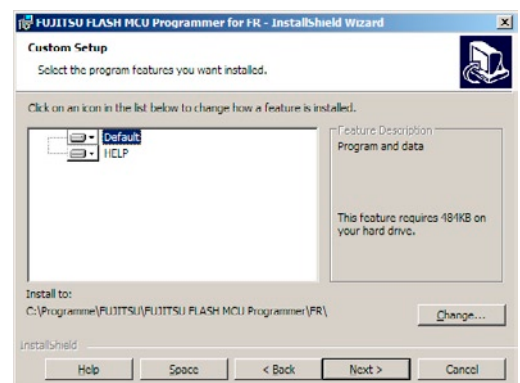 FUJITSU FLASH MCU Programmer for FR - InstallShield Wizard
Custom Setup
Select the program features you want installed.
Click on an icon in the list below to change how a feature is installed.
Default
HELP
Feature Description
Program and data
This feature requires 484KB on
your hard drive.
Install to:
C:\Programme\FUJITSU\FUJITSU FLASH MCU Programmer\FR\
Change...
InstallShield
Help
Space
< Back
Next >
Cancel